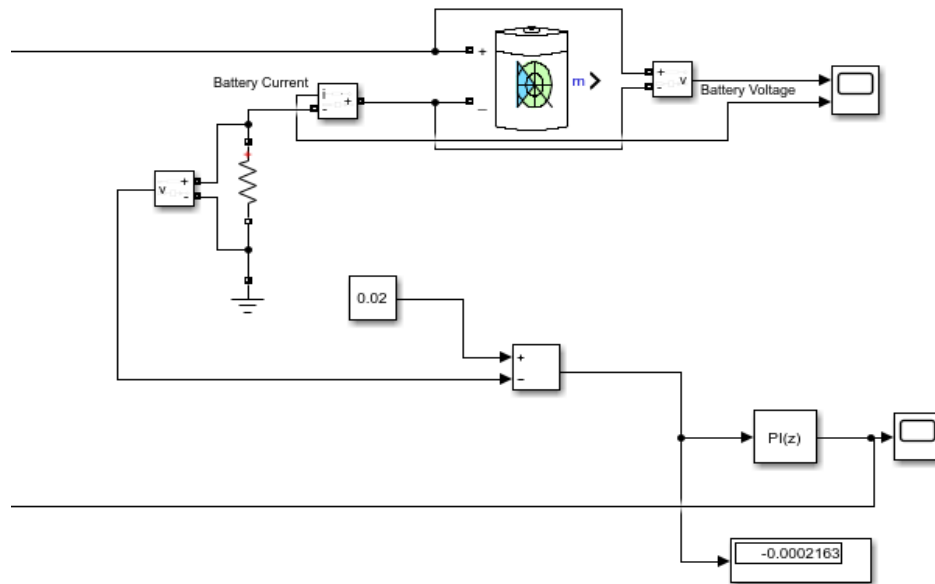 +
m
Battery Current
i
-
+
_
+
-
v
Battery Voltage
v
+
-
0.02
+
−
PI(z)
-0.0002163